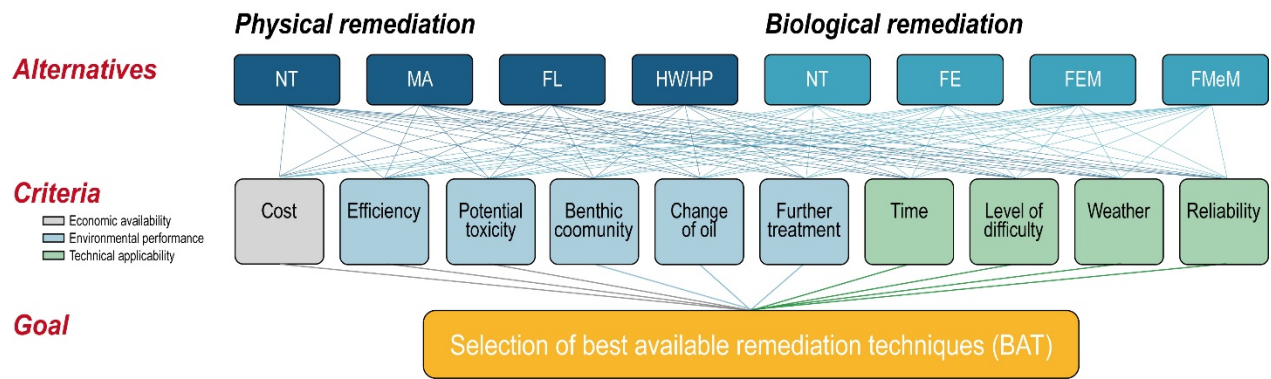 Physical remediation
Biological remediation
Alternatives
NT
MA
FL
HW/HP
NT
FE
FEM
FMeM
Criteria
Economic availability
Environmental performance
Technical applicability
Cost
Efficiency
Potential
toxicity
Benthic
coomunity
Change
of oil
Further
treatment
Time
Level of
difficulty
Weather
Reliability
Goal
Selection of best available remediation techniques (BAT)